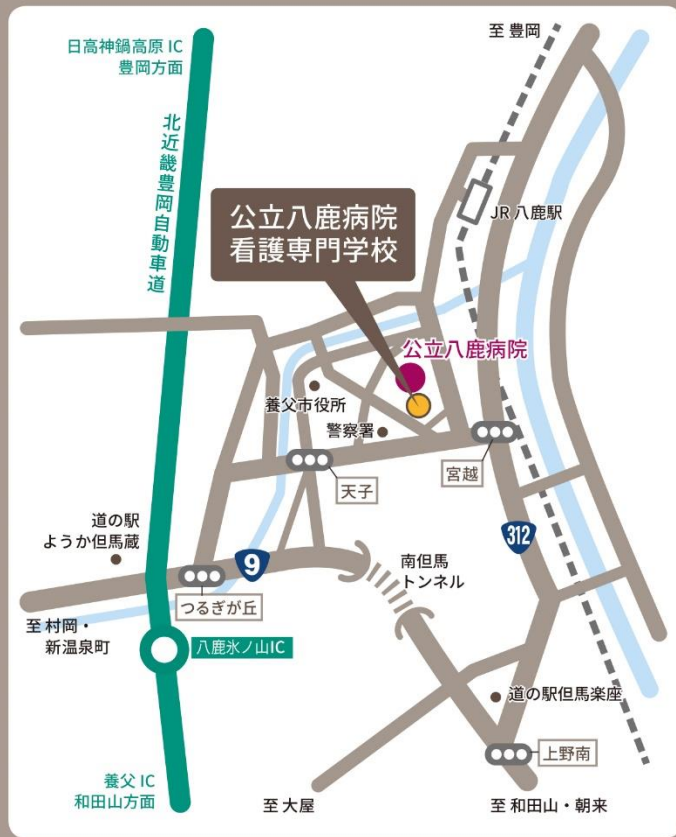 日高神鍋高原 IC
豊岡方面
至 豊岡
北近畿豊岡自動車道
公立八鹿病院
看護専門学校
JR 八鹿駅
公立八鹿病院
養父市役所
警察署
宮越
天子
道の駅
ようか但馬蔵
9
312
南但馬
トンネル
つるぎが丘
至 村岡・
新温泉町
八鹿氷ノ山IC
道の駅但馬楽座
上野南
養父 IC
和田山方面
至 大屋
至 和田山・朝来